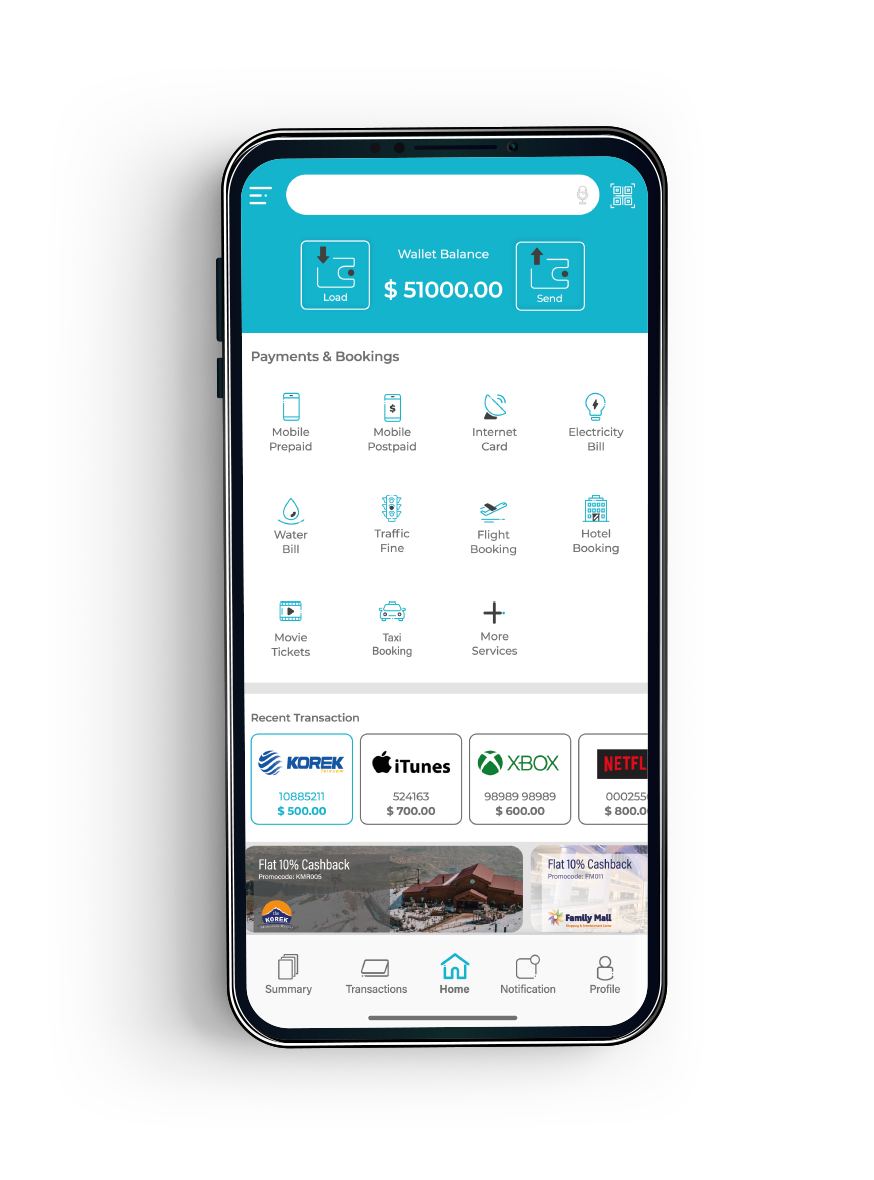 Wallet Balance
$ 51000.00
Load
Send
Payments & Bookings
Mobile
Prepaid
Mobile
Postpaid
Internet
Card
Electricity
Bill
$
Water
Bill
Traffic
Fine
Flight
Booking
Hotel
Booking
Movie
Tickets
Taxi
Booking
More
Services
Recent Transaction
KOREK
telecom
10885211
$ 500.00
iTunes
524163
$ 700.00
XBOX
98989 98989
$ 600.00
NETFL
000255
$ 800.0
Flat 10% Cashback
Promocode: KMR005
the
KOREK
Flat 10% Cashback
Promocode: FM011
Family Mall
Summary
Transactions
Home
Notification
Profile